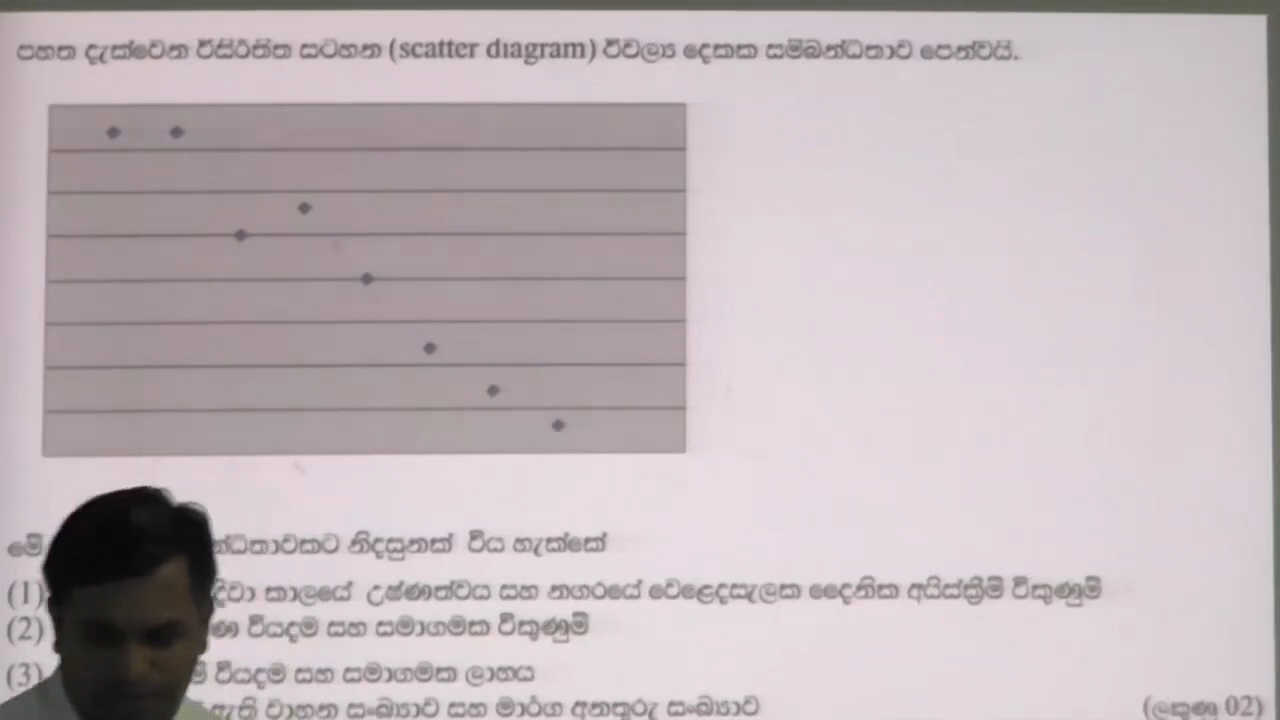 පහත දැක්වෙන විසිරිතිත සටහන (scatter diagram) විචල්‍ය දෙකක සම්බන්ධතාව පෙන්වයි.
මේ න්ධතාවකට නිදසුනක් විය හැක්කේ
(1) දිවා කාලයේ උෂ්ණත්වය සහ නගරයේ වෙළෙදසැලක දෛනික අයිස්ක්‍රීම් විකුණුම්
(2) වියදම සහ සමාගමක විකුණුම්
(3) වියදම සහ සමාගමක ලාභය
ඇති වාහන සංඛ්‍යාව සහ මාර්ග අනතුරු සංඛ්‍යාව (ලකුණු 02)